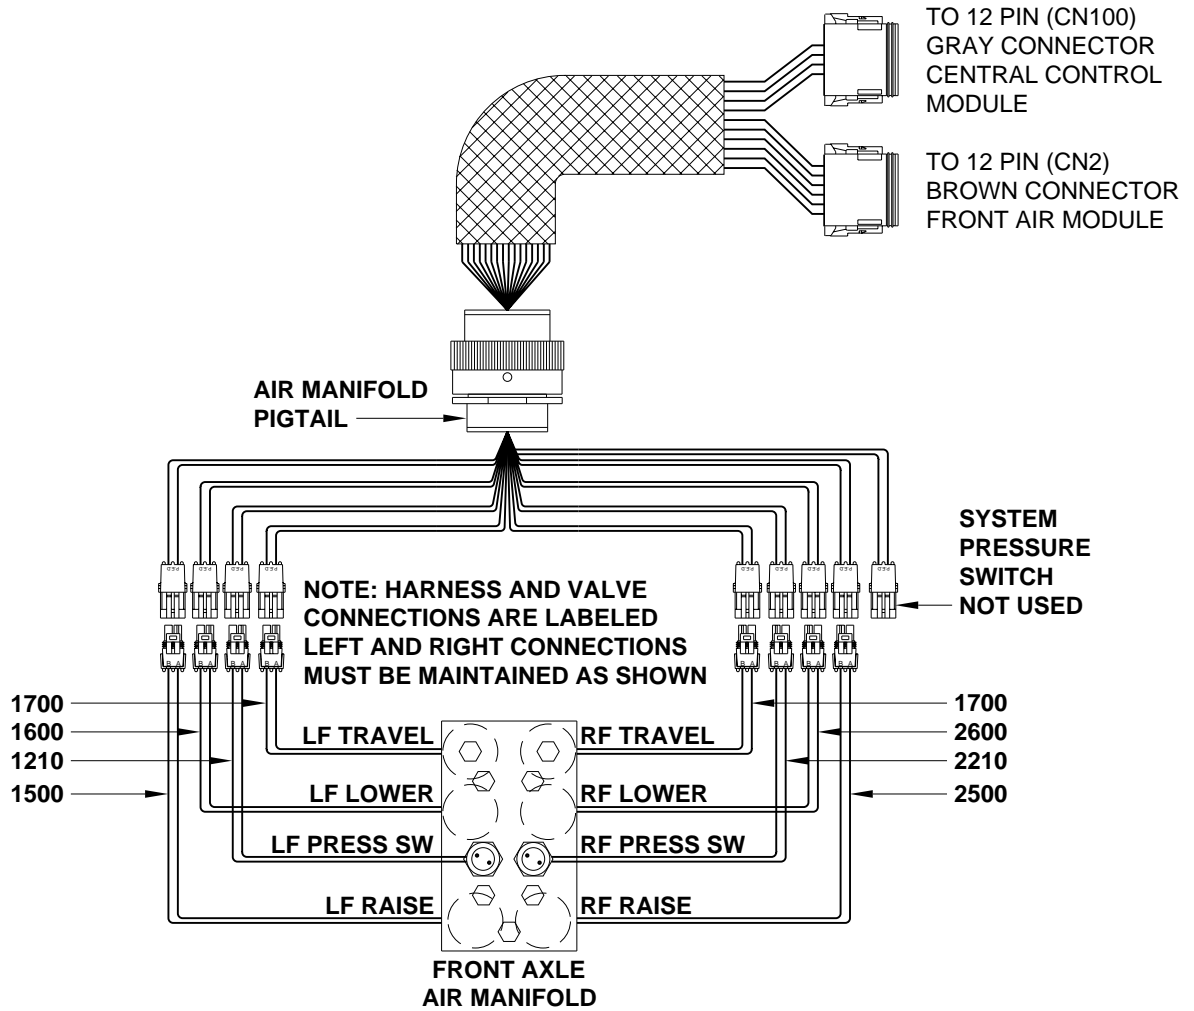 TO 12 PIN (CN100)
GRAY CONNECTOR
CENTRAL CONTROL
MODULE
TO 12 PIN (CN2)
BROWN CONNECTOR
FRONT AIR MODULE
AIR MANIFOLD
PIGTAIL
SYSTEM
PRESSURE
SWITCH
NOT USED
NOTE: HARNESS AND VALVE
CONNECTIONS ARE LABELED
LEFT AND RIGHT CONNECTIONS
MUST BE MAINTAINED AS SHOWN
1700
1600
1210
1500
1700
2600
2210
2500
LF TRAVEL
RF TRAVEL
LF LOWER
RF LOWER
LF PRESS SW
RF PRESS SW
LF RAISE
RF RAISE
FRONT AXLE
AIR MANIFOLD